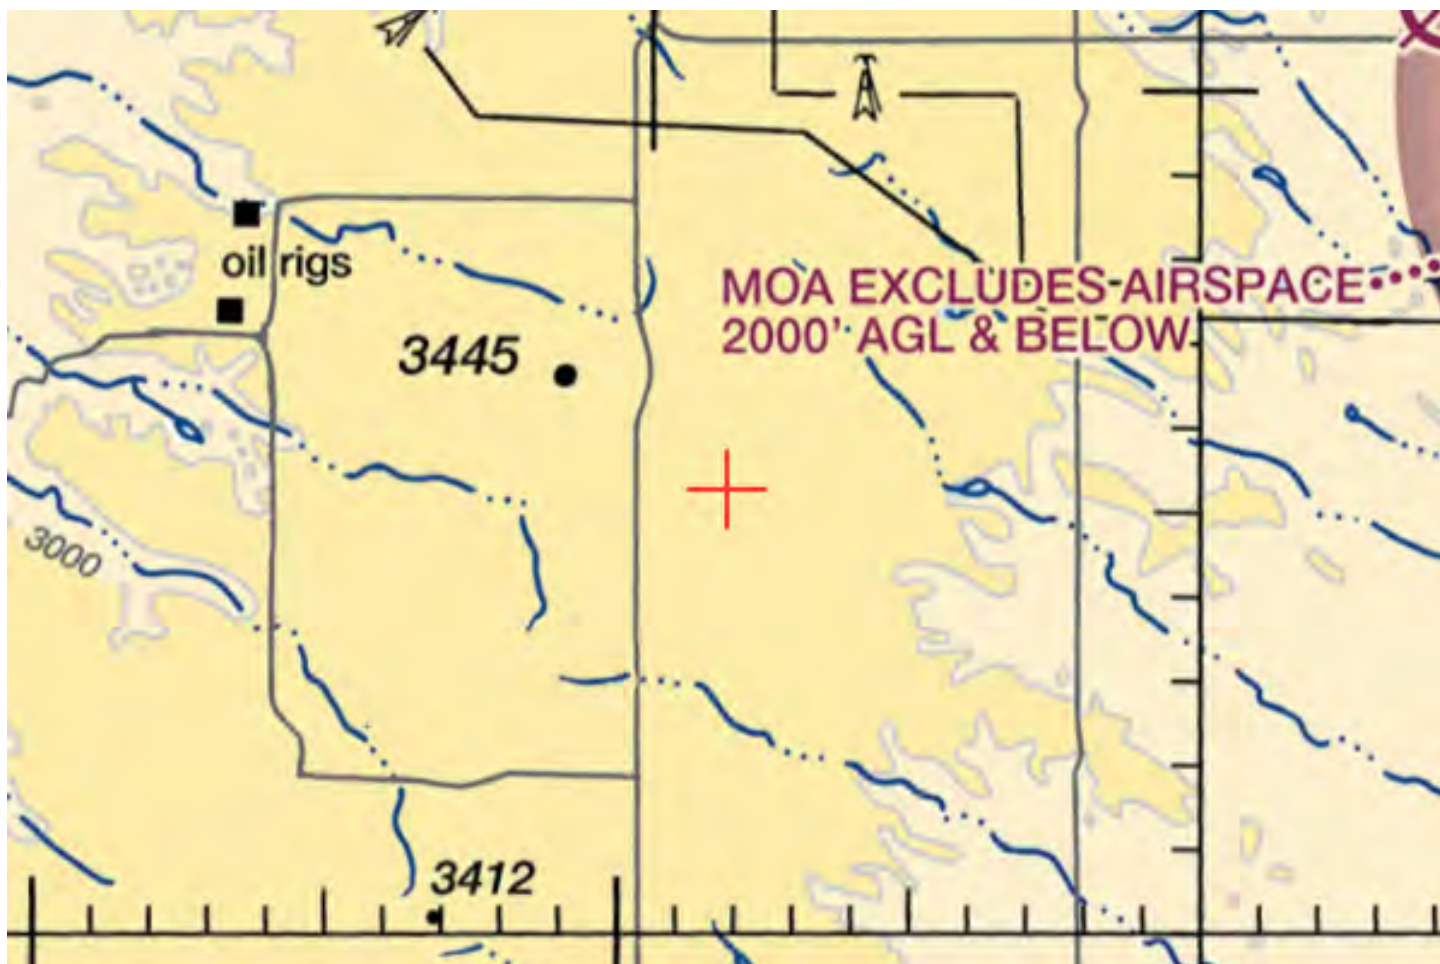 oil rigs
MOA EXCLUDES AIRSPACE
2000' AGL & BELOW
3445
3000
3412